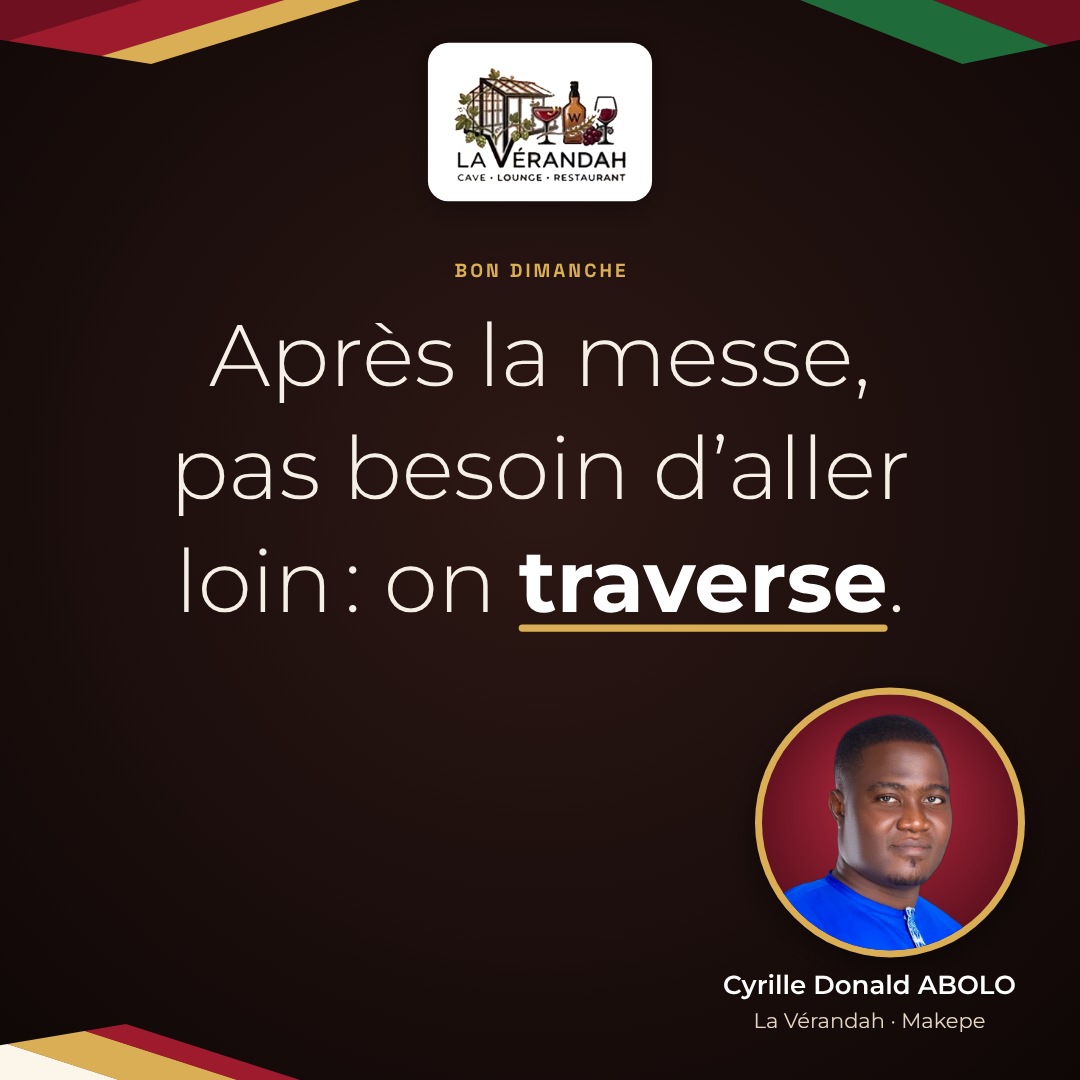 W
LA VÉRANDAH
CAVE • LOUNGE • RESTAURANT
BON DIMANCHE
Après la messe,
pas besoin d’aller
loin : on traverse.
Cyrille Donald ABOLO
La Vérandah · Makepe